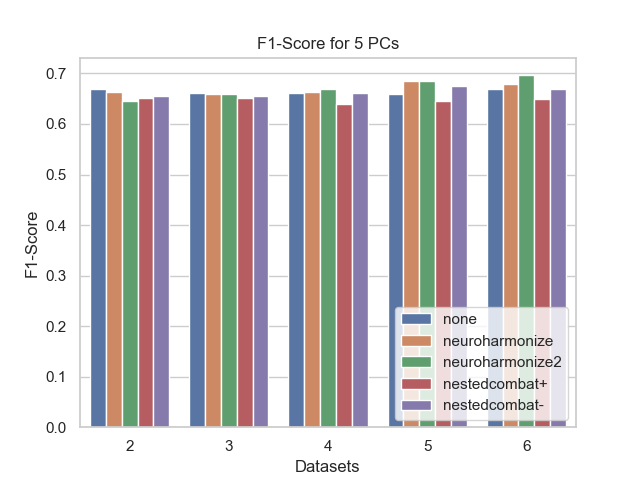 F1-Score for 5 PCs
F1-Score
0.7
0.6
0.5
0.4
0.3
0.2
0.1
0.0
none
neuroharmonize
neuroharmonize2
nestedcombat+
nestedcombat-
2 3 4 5 6
Datasets